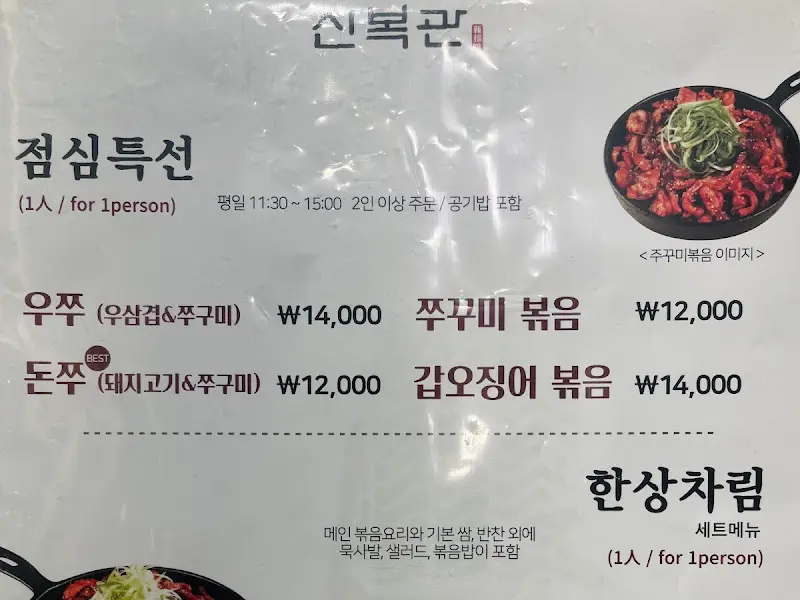 신복관
점심특선
(1人 / for 1person)
평일 11:30 ~ 15:00 2인 이상 주문 / 공기밥 포함
< 주꾸미볶음 이미지 >
우쭈 (우삼겹&쭈구미) ₩14,000
쭈꾸미 볶음 ₩12,000
BEST
돈쭈 (돼지고기&쭈구미) ₩12,000
갑오징어 볶음 ₩14,000
한상차림
세트메뉴
(1人 / for 1person)
메인 볶음요리와 기본 쌈, 반찬 외에
묵사발, 샐러드, 볶음밥이 포함